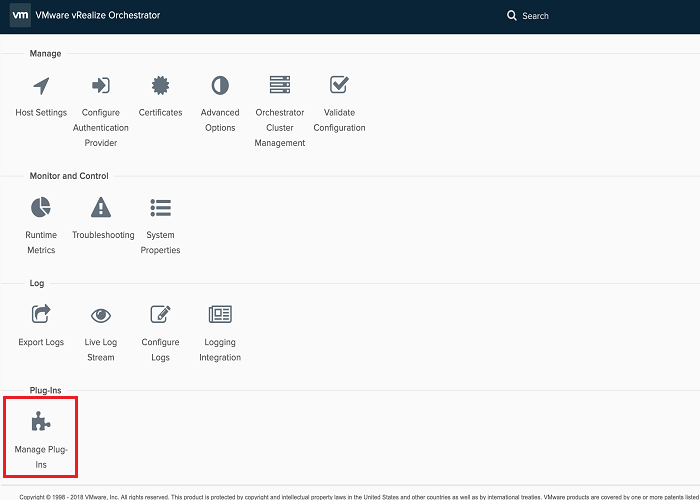 vm VMware vRealize Orchestrator Search
Manage
Host Settings Configure Certificates Advanced Orchestrator Validate
Authentication Options Cluster Configuration
Provider Management
Monitor and Control
Runtime Troubleshooting System
Metrics Properties
Log
Export Logs Live Log Configure Logging
Stream Logs Integration
Plug-Ins
Manage Plug-
Ins
Copyright © 1998 - 2018 VMware, Inc. All rights reserved. This product is protected by copyright and intellectual property laws in the United States and other countries as well as by international treaties. VMware products are covered by one or more patents listed